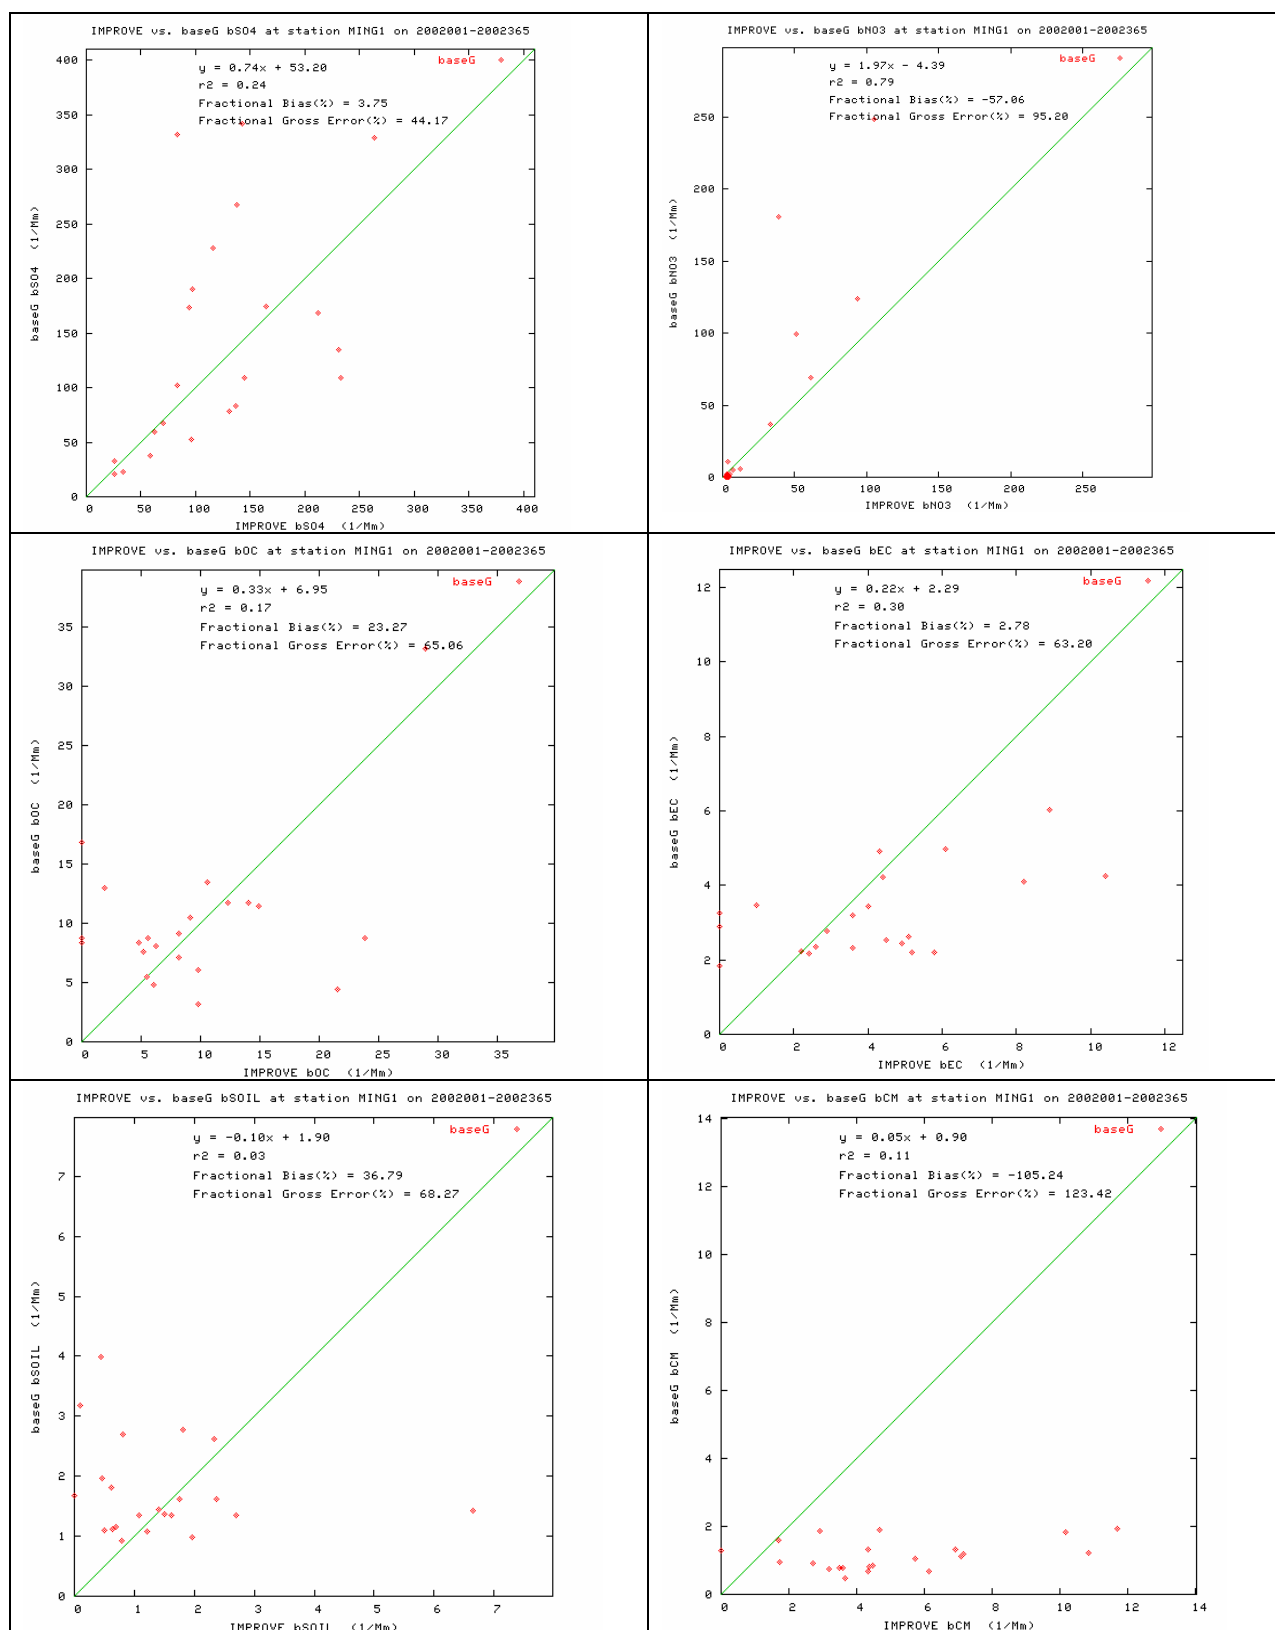 IMPROVE vs. baseG bSO4 at station MING1 on 2002001-2002365
baseG
y = 0.74x + 53.20
r2 = 0.24
Fractional Bias(%) = 3.75
Fractional Gross Error(%) = 44.17
400
350
300
250
200
150
100
50
0
baseG bSO4 (1/Mm)
0 50 100 150 200 250 300 350 400
IMPROVE bSO4 (1/Mm)
IMPROVE vs. baseG bNO3 at station MING1 on 2002001-2002365
baseG
y = 1.97x - 4.39
r2 = 0.79
Fractional Bias(%) = -57.06
Fractional Gross Error(%) = 95.20
250
200
150
100
50
0
baseG bNO3 (1/Mm)
0 50 100 150 200 250
IMPROVE bNO3 (1/Mm)
IMPROVE vs. baseG bOC at station MING1 on 2002001-2002365
baseG
y = 0.33x + 6.95
r2 = 0.17
Fractional Bias(%) = 23.27
Fractional Gross Error(%) = 65.06
35
30
25
20
15
10
5
0
baseG bOC (1/Mm)
0 5 10 15 20 25 30 35
IMPROVE bOC (1/Mm)
IMPROVE vs. baseG bEC at station MING1 on 2002001-2002365
baseG
y = 0.22x + 2.29
r2 = 0.30
Fractional Bias(%) = 2.78
Fractional Gross Error(%) = 63.20
12
10
8
6
4
2
0
baseG bEC (1/Mm)
0 2 4 6 8 10 12
IMPROVE bEC (1/Mm)
IMPROVE vs. baseG bSOIL at station MING1 on 2002001-2002365
baseG
y = -0.10x + 1.90
r2 = 0.03
Fractional Bias(%) = 36.79
Fractional Gross Error(%) = 68.27
7
6
5
4
3
2
1
0
baseG bSOIL (1/Mm)
0 1 2 3 4 5 6 7
IMPROVE bSOIL (1/Mm)
IMPROVE vs. baseG bCM at station MING1 on 2002001-2002365
baseG
y = 0.05x + 0.90
r2 = 0.11
Fractional Bias(%) = -105.24
Fractional Gross Error(%) = 123.42
14
12
10
8
6
4
2
0
baseG bCM (1/Mm)
0 2 4 6 8 10 12 14
IMPROVE bCM (1/Mm)